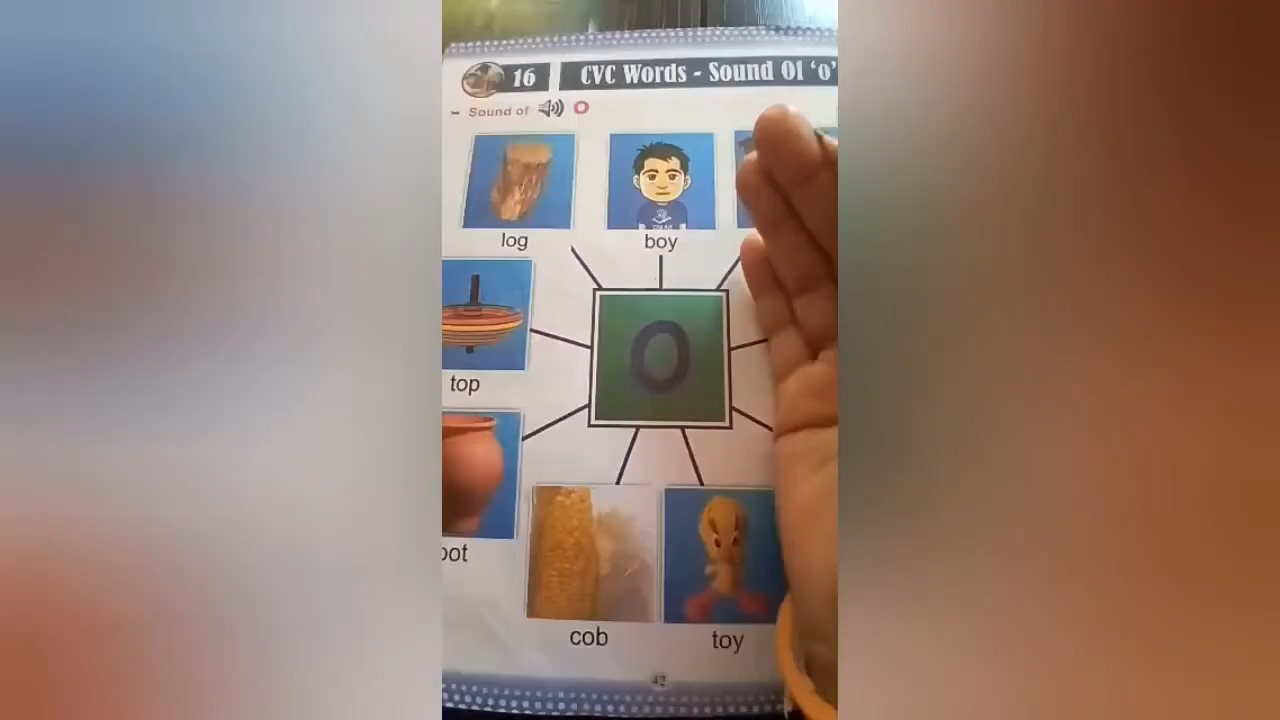 16 CVC Words - Sound Of 'o'
- Sound of O
log boy
O
top
cob toy
42